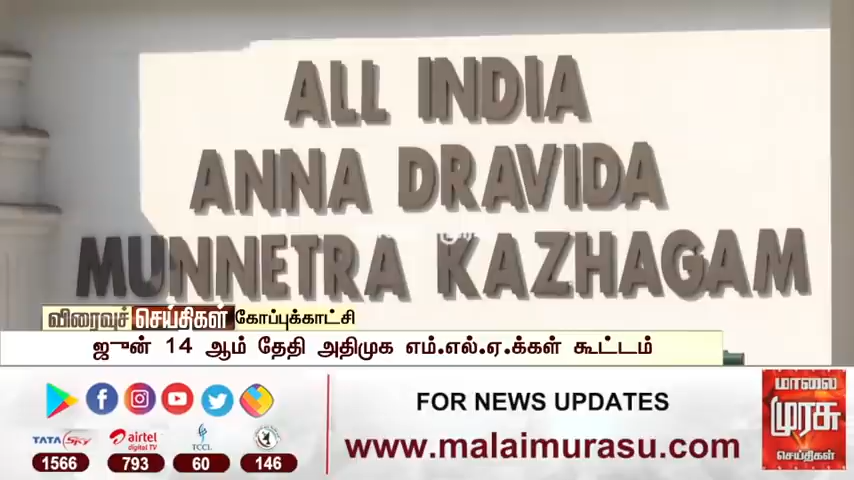 ALL INDIA
ANNA DRAVIDA
MUNNETRA KAZHAGAM
விரைவுச் செய்திகள் கோப்புக்காட்சி
ஜூன் 14 ஆம் தேதி அதிமுக எம்.எல்.ஏ.க்கள் கூட்டம்
FOR NEWS UPDATES
www.malaimurasu.com
TATA SKY
1566
airtel
digital TV
793
TCCL
60
146
மாலை
முரசு
செய்திகள்